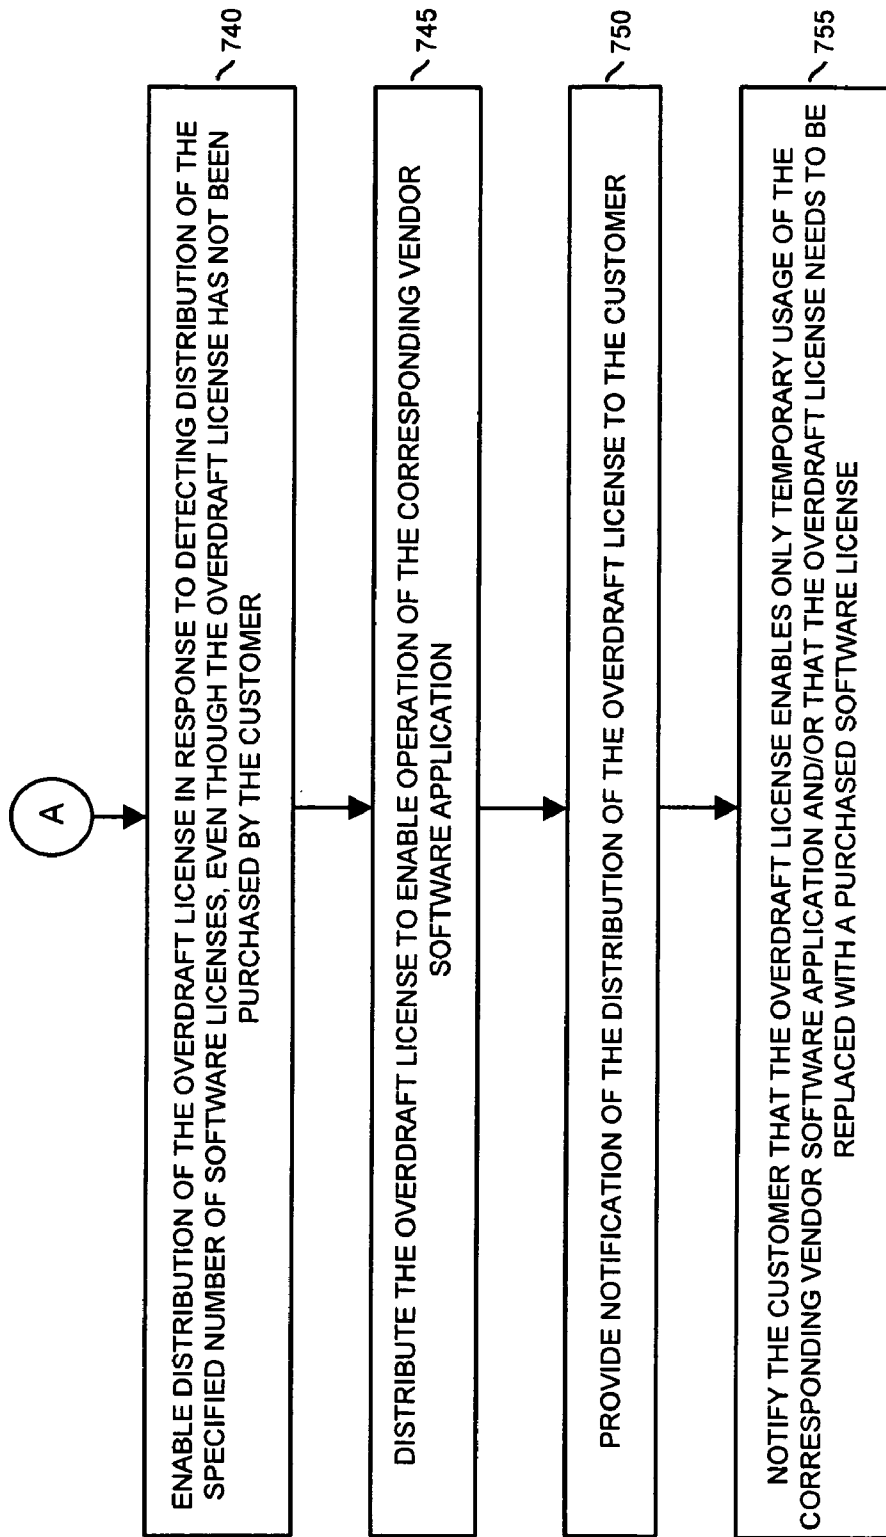 A
ENABLE DISTRIBUTION OF THE OVERDRAFT LICENSE IN RESPONSE TO DETECTING DISTRIBUTION OF THE
SPECIFIED NUMBER OF SOFTWARE LICENSES, EVEN THOUGH THE OVERDRAFT LICENSE HAS NOT BEEN
PURCHASED BY THE CUSTOMER
740
DISTRIBUTE THE OVERDRAFT LICENSE TO ENABLE OPERATION OF THE CORRESPONDING VENDOR
SOFTWARE APPLICATION
745
PROVIDE NOTIFICATION OF THE DISTRIBUTION OF THE OVERDRAFT LICENSE TO THE CUSTOMER
750
NOTIFY THE CUSTOMER THAT THE OVERDRAFT LICENSE ENABLES ONLY TEMPORARY USAGE OF THE
CORRESPONDING VENDOR SOFTWARE APPLICATION AND/OR THAT THE OVERDRAFT LICENSE NEEDS TO BE
REPLACED WITH A PURCHASED SOFTWARE LICENSE
755